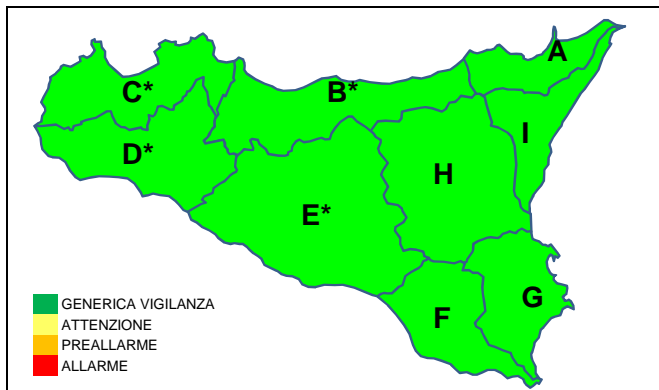 A
C*
B*
I
D*
H
E*
G
F
GENERICA VIGILANZA
ATTENZIONE
PREALLARME
ALLARME